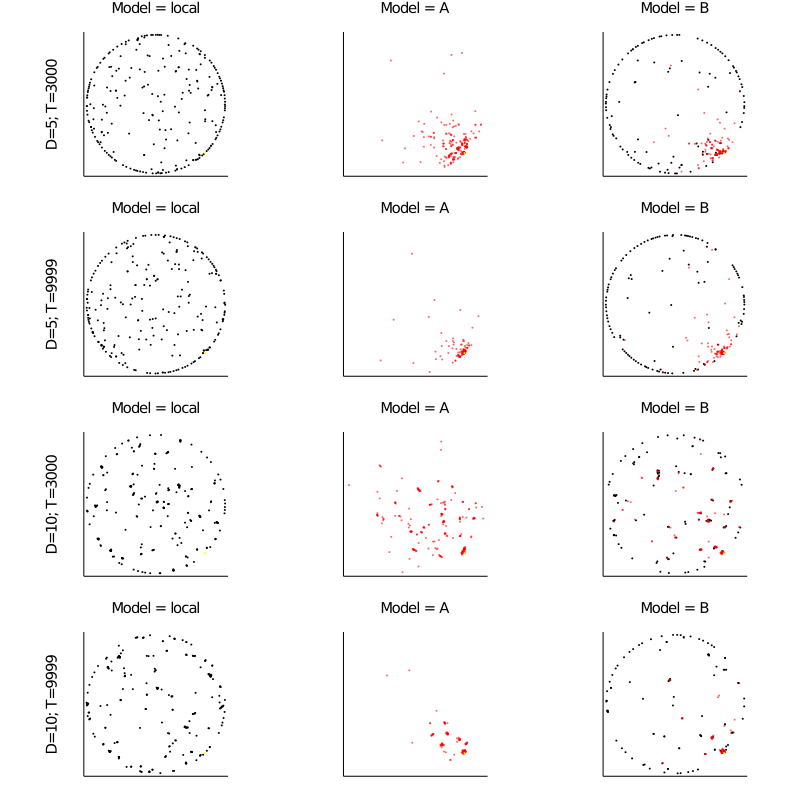 Model = local
Model = A
Model = B
D=5; T=3000
Model = local
Model = A
Model = B
D=5; T=9999
Model = local
Model = A
Model = B
D=10; T=3000
Model = local
Model = A
Model = B
D=10; T=9999